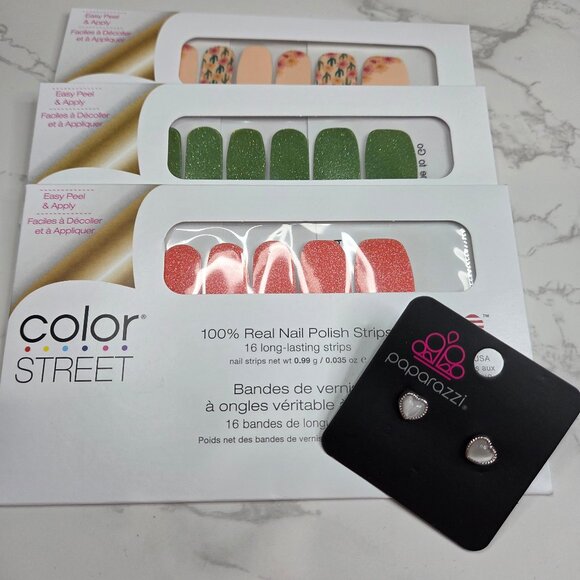 Easy Peel
& Apply
Faciles à Décoller
et à Appliquer
Easy Peel
& Apply
Faciles à Décoller
et à Appliquer
Easy Peel
& Apply
Faciles à Décoller
et à Appliquer
color
STREET
100% Real Nail Polish Strips
16 long-lasting strips
nail strips net wt 0.99 g / 0.035 oz
Bandes de vernis
à ongles véritable
16 bandes de longue
Poids net des bandes de vernis
paparazzi
USA
aux